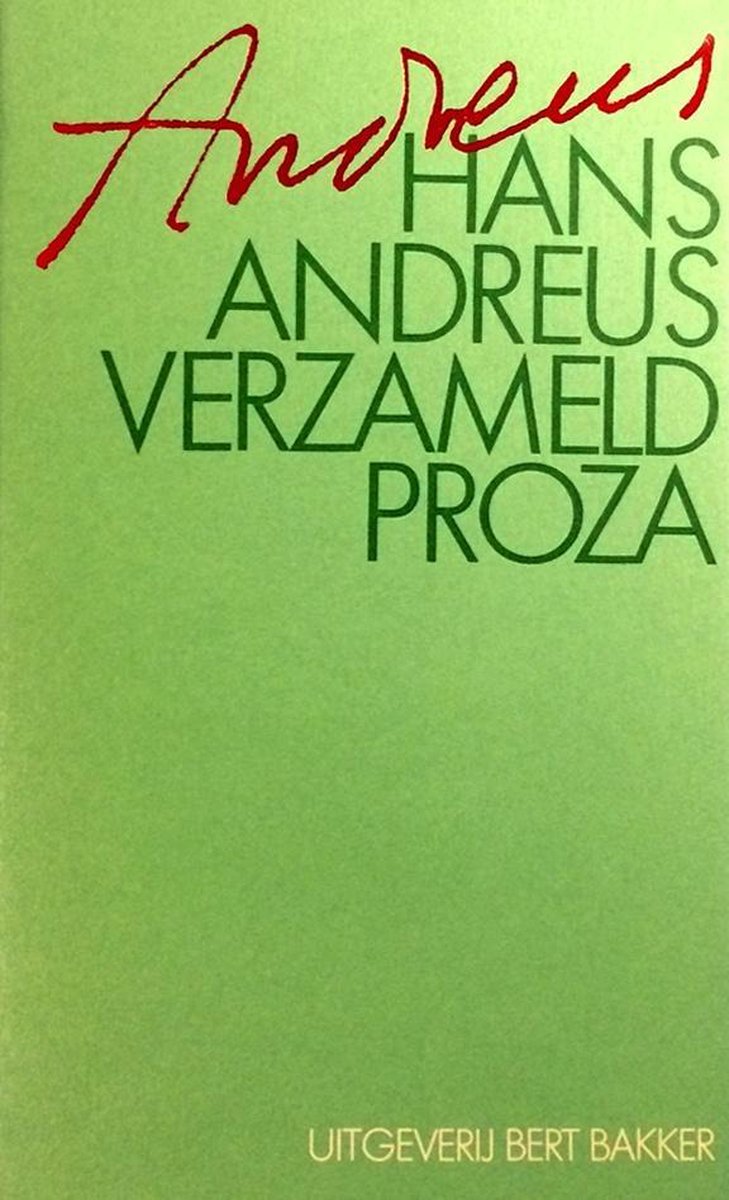 Andreus
HANS
ANDREUS
VERZAMELD
PROZA
UITGEVERIJ BERT BAKKER